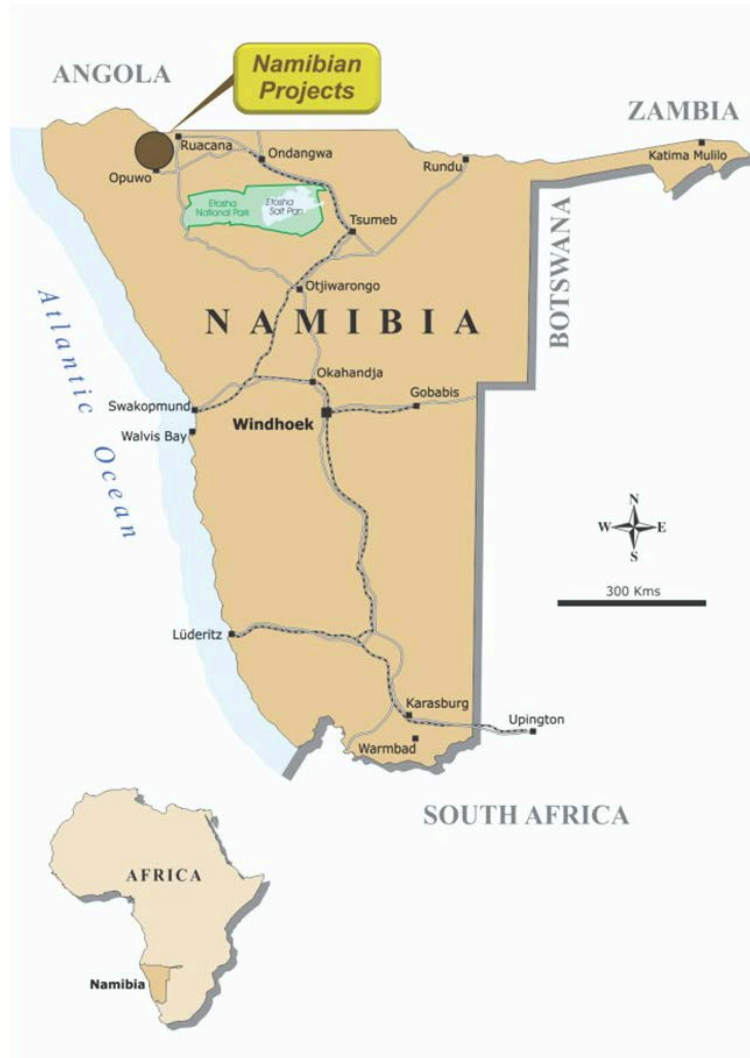 ANGOLA
Namibian
Projects
ZAMBIA
Ruacana
Ondangwa
Rundu
Katima Mulilo
Opuwo
Etosha
National Park
Etosha
Salt Pan
Tsumeb
BOTSWANA
Otjiwarongo
Atlantic Ocean
NAMIBIA
Okahandja
Gobabis
Swakopmund
Windhoek
Walvis Bay
N
W E
S
300 Kms
Lüderitz
Karasburg
Upington
Warmbad
SOUTH AFRICA
AFRICA
Namibia